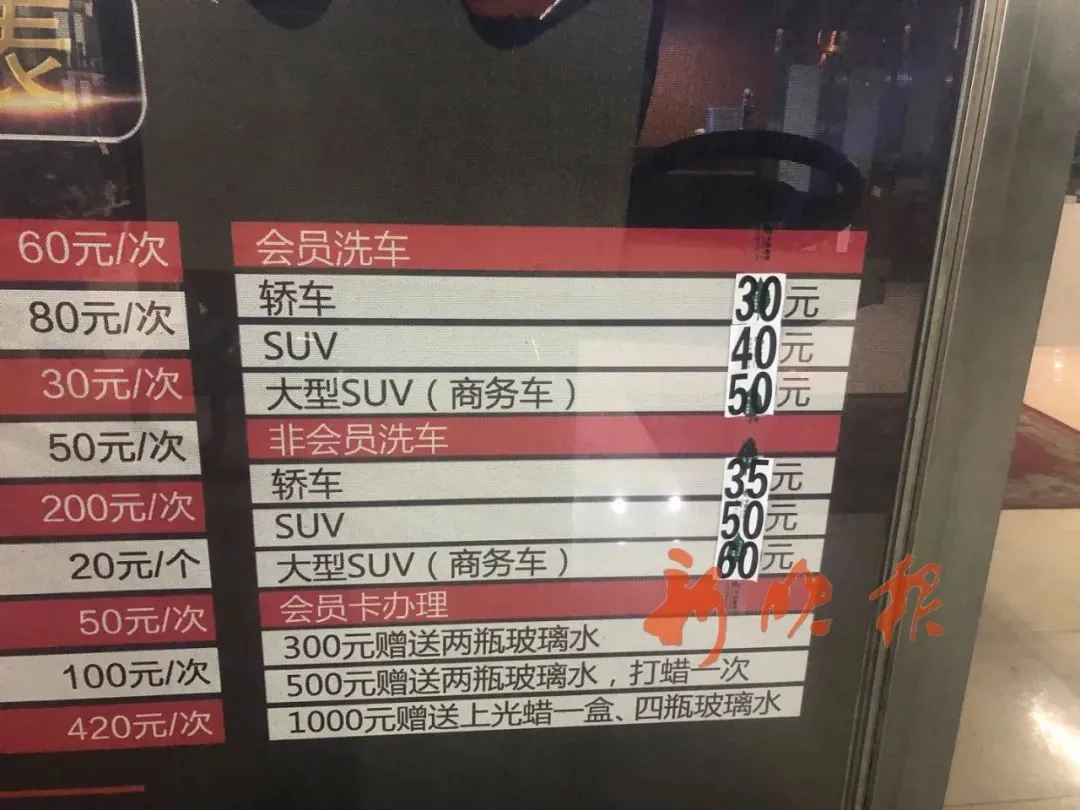 表
60元/次
80元/次
30元/次
50元/次
200元/次
20元/个
50元/次
100元/次
420元/次
会员洗车
轿车 30元
SUV 40元
大型SUV（商务车） 50元
非会员洗车
轿车 35元
SUV 50元
大型SUV（商务车） 60元
会员卡办理
300元赠送两瓶玻璃水
500元赠送两瓶玻璃水，打蜡一次
1000元赠送上光蜡一盒、四瓶玻璃水
新晚报